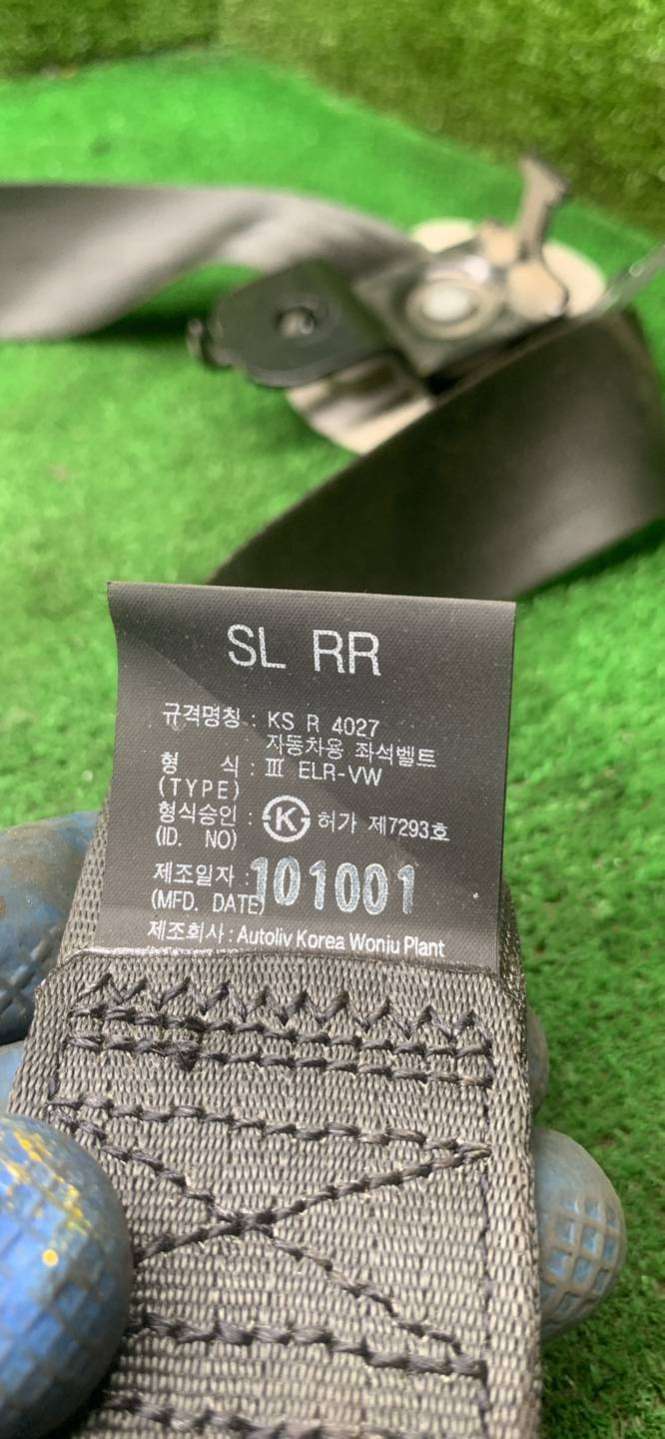 SL RR
규격명칭 : KS R 4027
자동차용 좌석벨트
형 식 : Ⅲ ELR-VW
(TYPE)
형식승인 : K 허가 제7293호
(ID. NO)
제조일자 : 101001
(MFD. DATE)
제조회사 : Autoliv Korea Wonju Plant